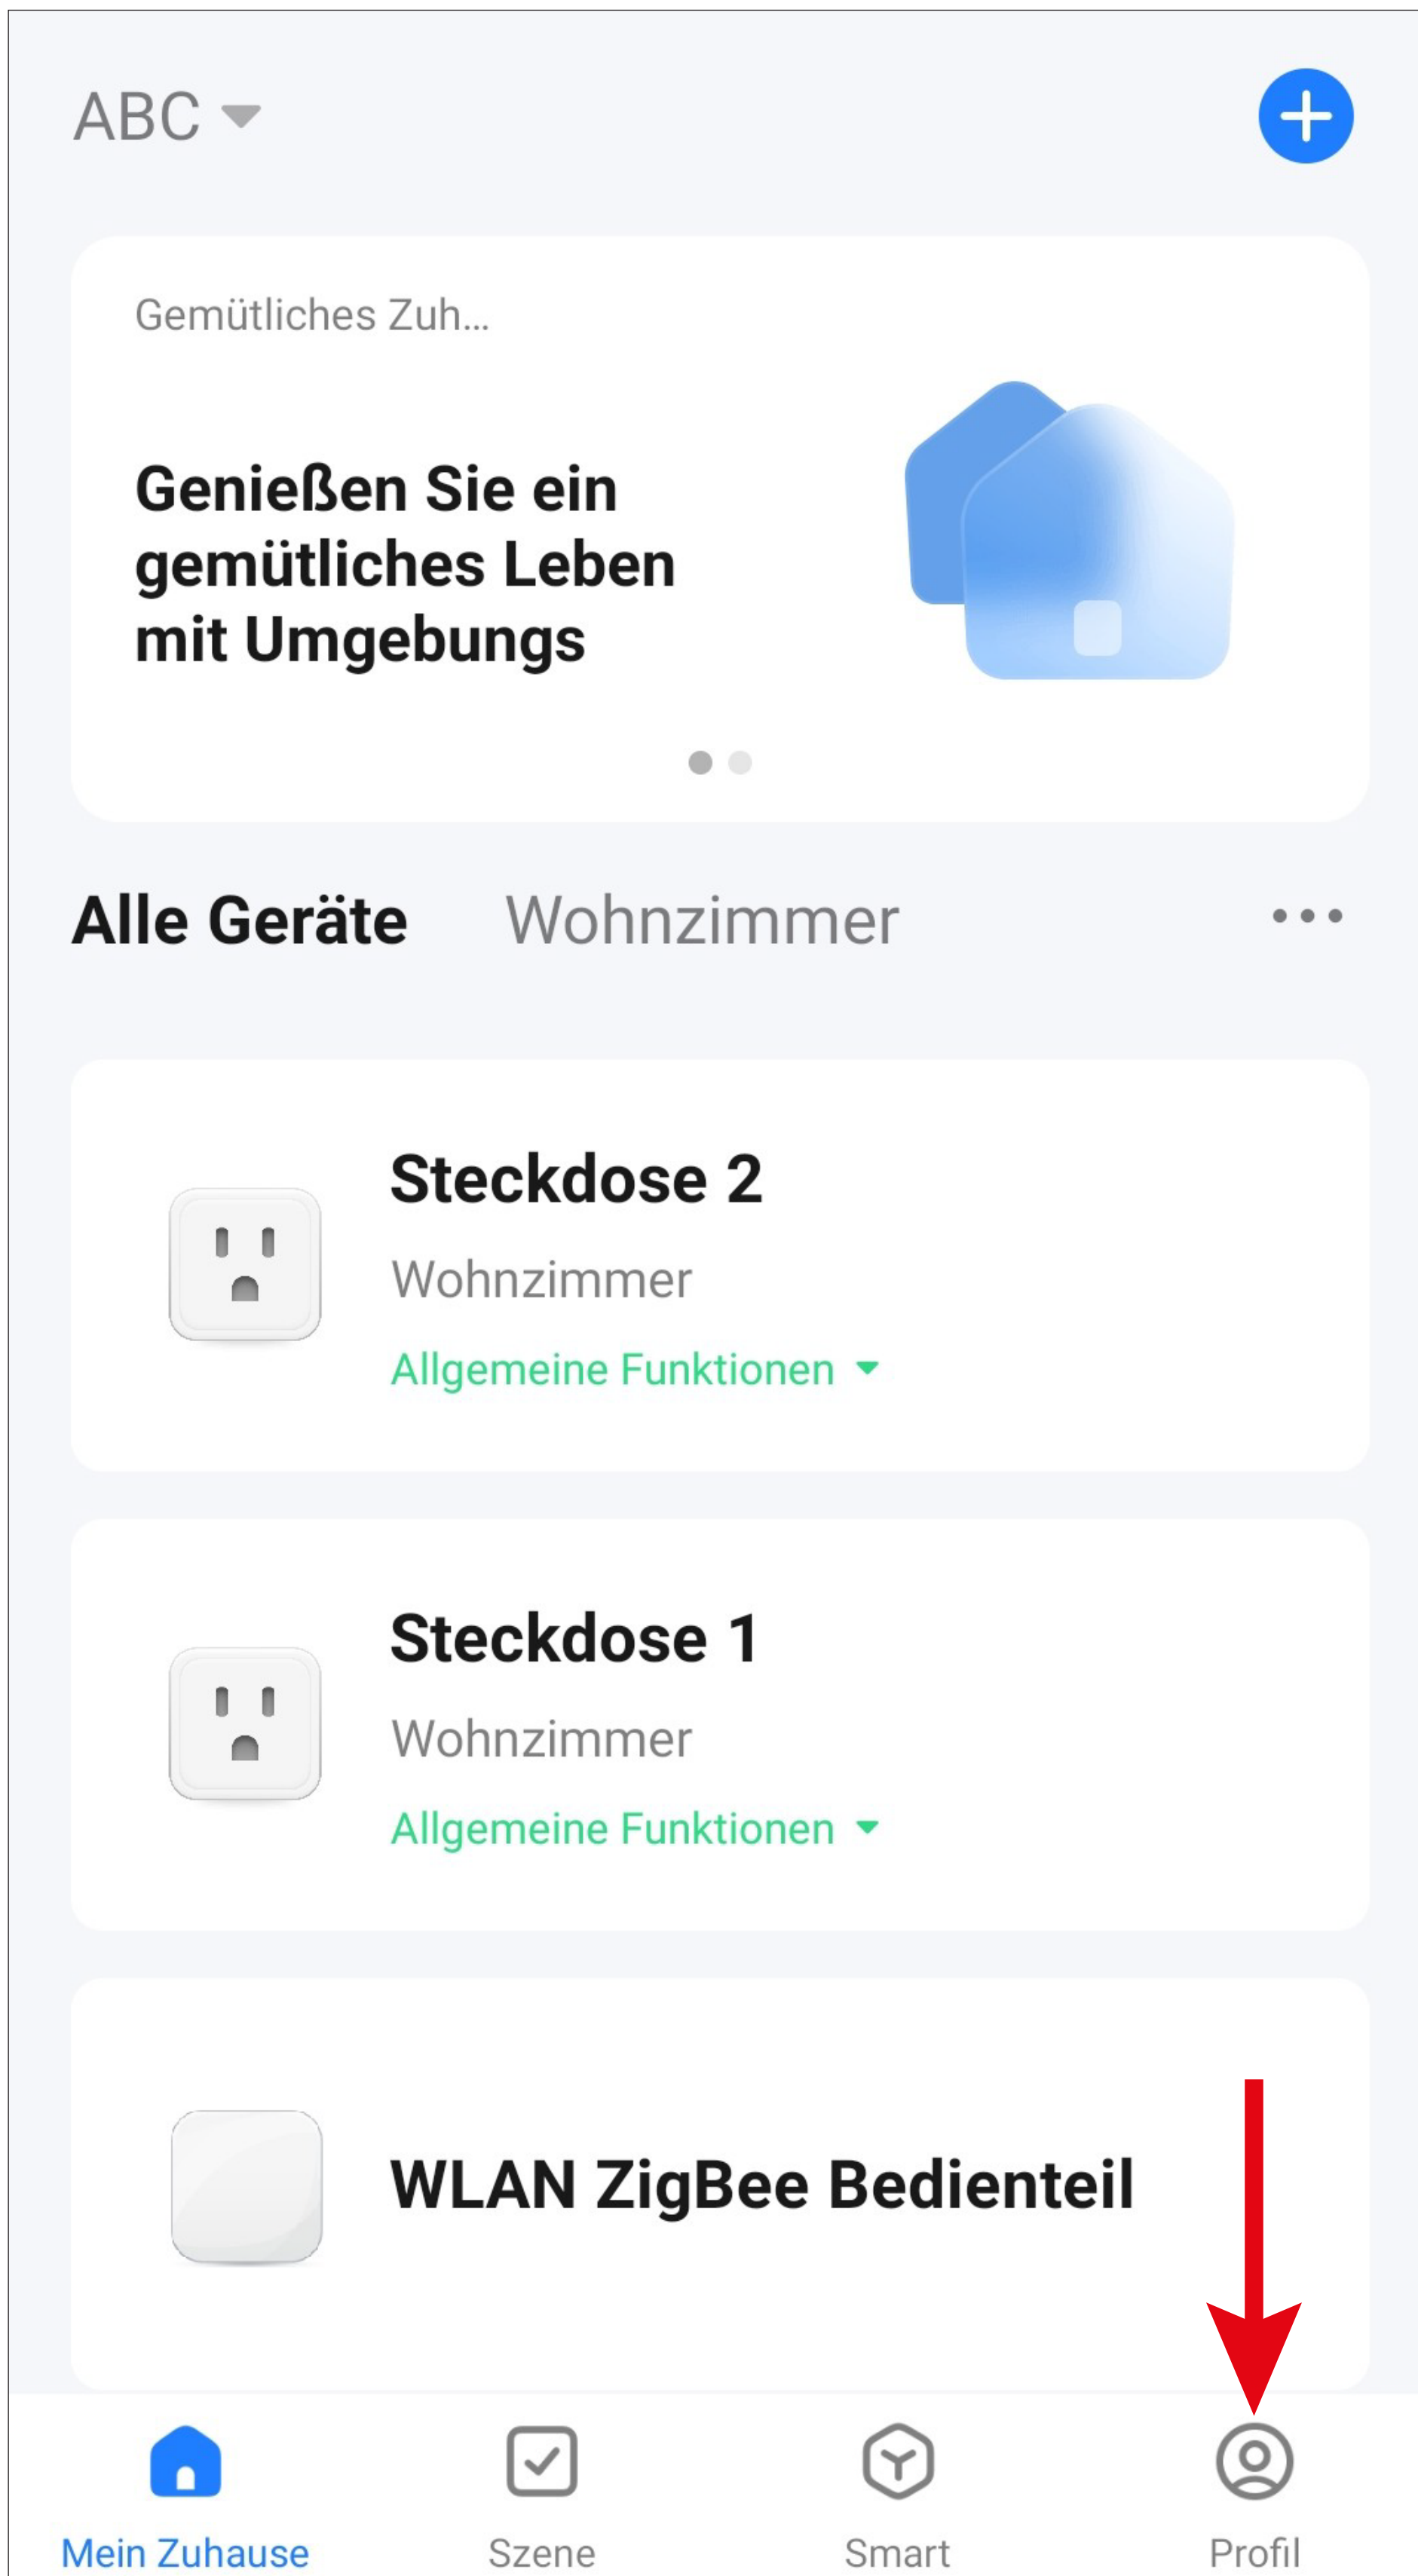 ABC
Gemütliches Zuh...
Genießen Sie ein
gemütliches Leben
mit Umgebungs
Alle Geräte Wohnzimmer
Steckdose 2
Wohnzimmer
Allgemeine Funktionen
Steckdose 1
Wohnzimmer
Allgemeine Funktionen
WLAN ZigBee Bedienteil
Mein Zuhause Szene Smart Profil